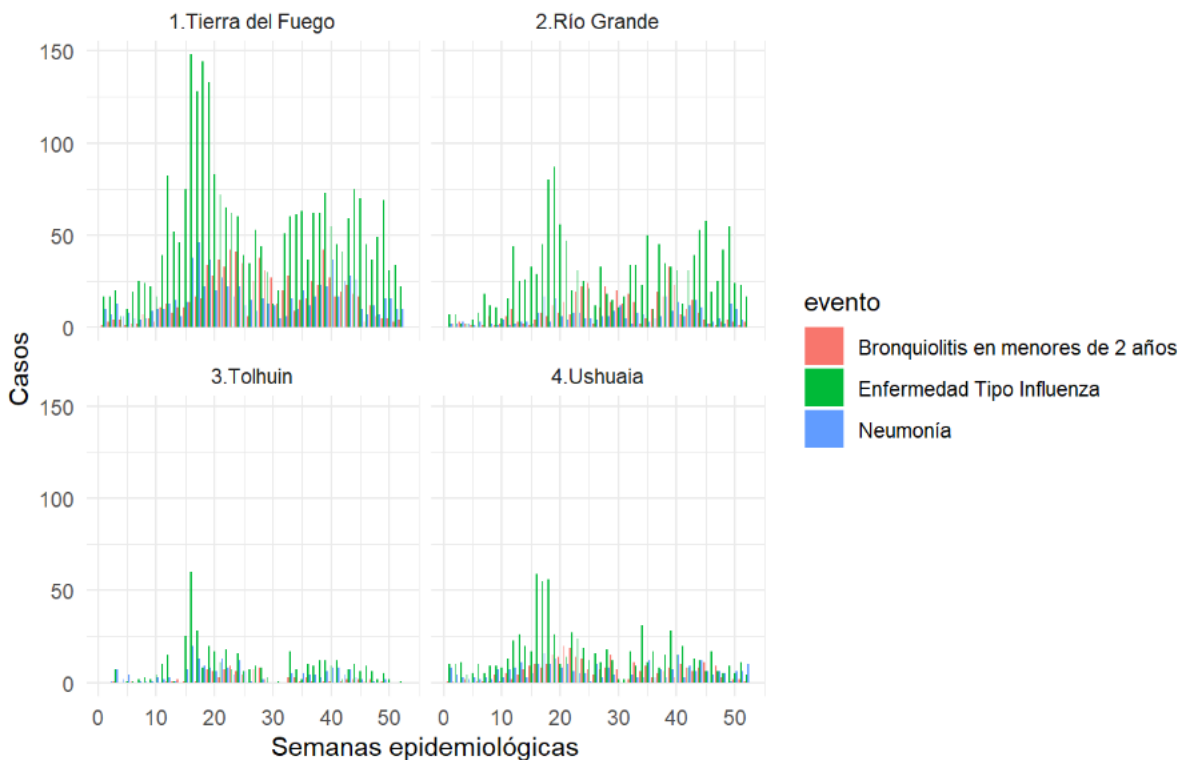 1.Tierra del Fuego
2.Río Grande
150
100
50
0
3.Tolhuin
4.Ushuaia
150
100
50
0
0 10 20 30 40 50
0 10 20 30 40 50
Casos
Semanas epidemiológicas
evento
Bronquiolitis en menores de 2 años
Enfermedad Tipo Influenza
Neumonía